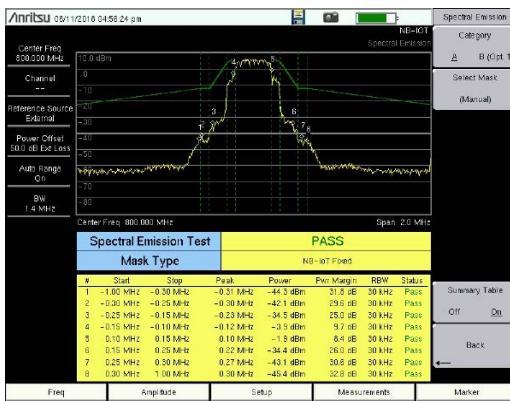 Anritsu 06/11/2018 04:56:24 pm
Spectral Emission
NB-IOT
Spectral Emission
Center Freq
800.000 MHz
Channel
--
Reference Source
External
Power Offset
50.0 dB Ext Loss
Auto Range
On
BW
1.4 MHz
10.0 dBm
0
-10
-20
-30
-40
-50
-70
-80
3
4
5
6
Center Freq 800.000 MHz
Span 2.0 MHz
Spectral Emission Test
PASS
Mask Type
NB-IoT Fixed
# Start Stop Peak Power Pwr Margin RBW Status
1 -1.00 MHz -0.30 MHz -0.31 MHz -44.3 dBm 31.8 dB 30 kHz Pass
2 -0.30 MHz -0.25 MHz -0.30 MHz -42.1 dBm 29.6 dB 30 kHz Pass
3 -0.25 MHz -0.15 MHz -0.23 MHz -34.5 dBm 25.0 dB 30 kHz Pass
4 -0.15 MHz -0.10 MHz -0.12 MHz -3.9 dBm 9.7 dB 30 kHz Pass
5 0.10 MHz 0.15 MHz 0.10 MHz -1.9 dBm 8.4 dB 30 kHz Pass
6 0.15 MHz 0.25 MHz 0.22 MHz -34.4 dBm 26.0 dB 30 kHz Pass
7 0.25 MHz 0.30 MHz 0.27 MHz -43.1 dBm 30.6 dB 30 kHz Pass
8 0.30 MHz 1.00 MHz 0.30 MHz -45.4 dBm 32.8 dB 30 kHz Pass
Category
A B (Opt. 1
Select Mask
(Manual)
Summary Table
Off On
Back
Freq
Amplitude
Setup
Measurements
Marker